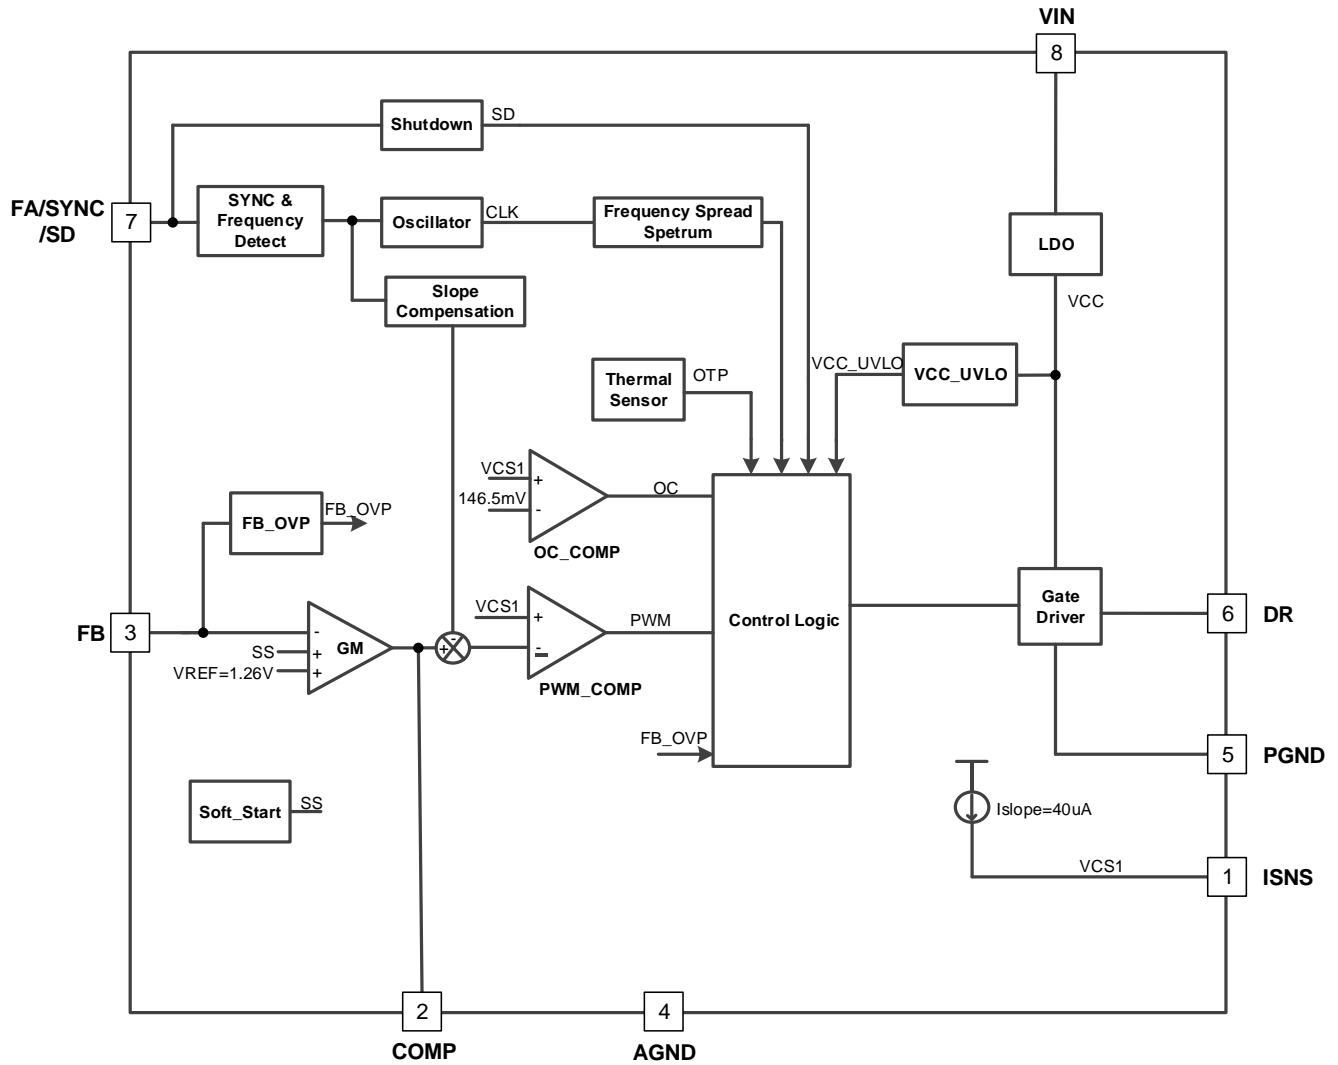 VIN
8
Shutdown
SD
FA/SYNC
/SD
7
SYNC &
Frequency
Detect
Oscillator
CLK
Frequency Spread
Spetrum
LDO
VCC
Slope
Compensation
Thermal
Sensor
OTP
VCC_UVLO
VCC_UVLO
VCS1
+
146.5mV
-
OC
OC_COMP
FB_OVP
FB_OVP
FB
3
-
SS
+
VREF=1.26V
+
GM
-
+
VCS1
+
-
PWM
PWM_COMP
Control Logic
Gate
Driver
6
DR
FB_OVP
5
PGND
Soft_Start
SS
Islope=40uA
VCS1
1
ISNS
2
COMP
4
AGND